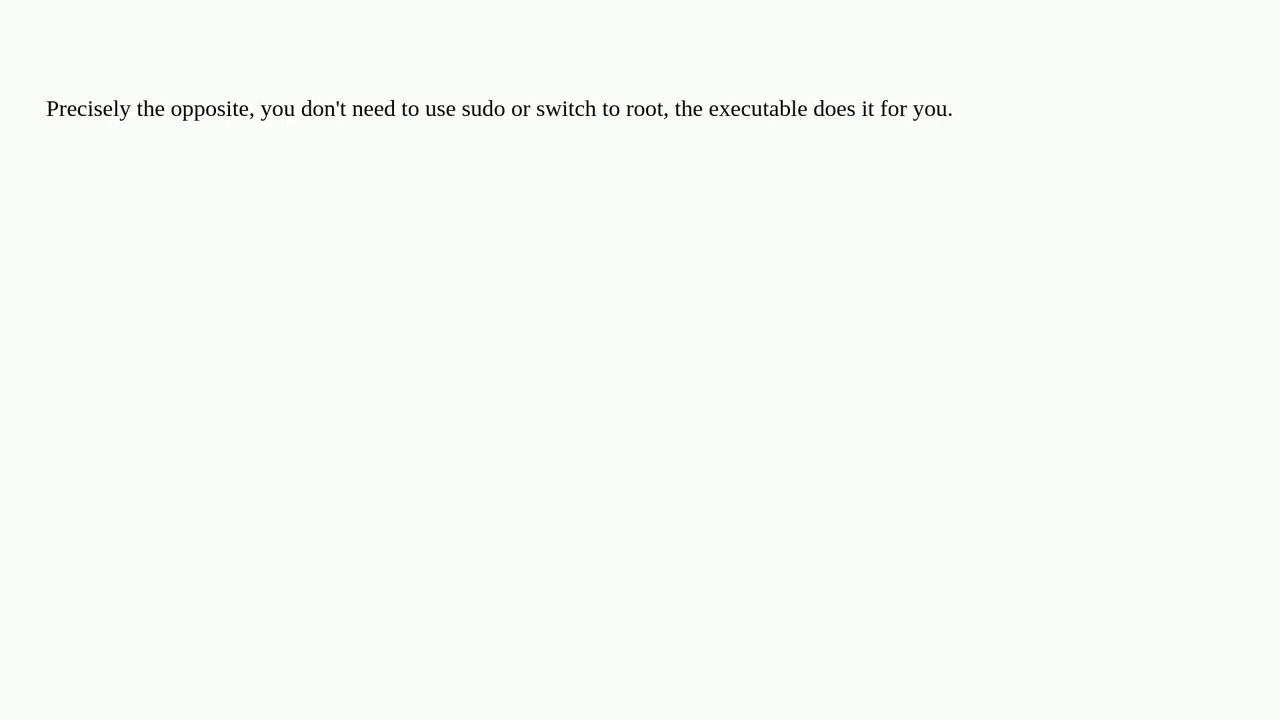 Precisely the opposite, you don't need to use sudo or switch to root, the executable does it for you.